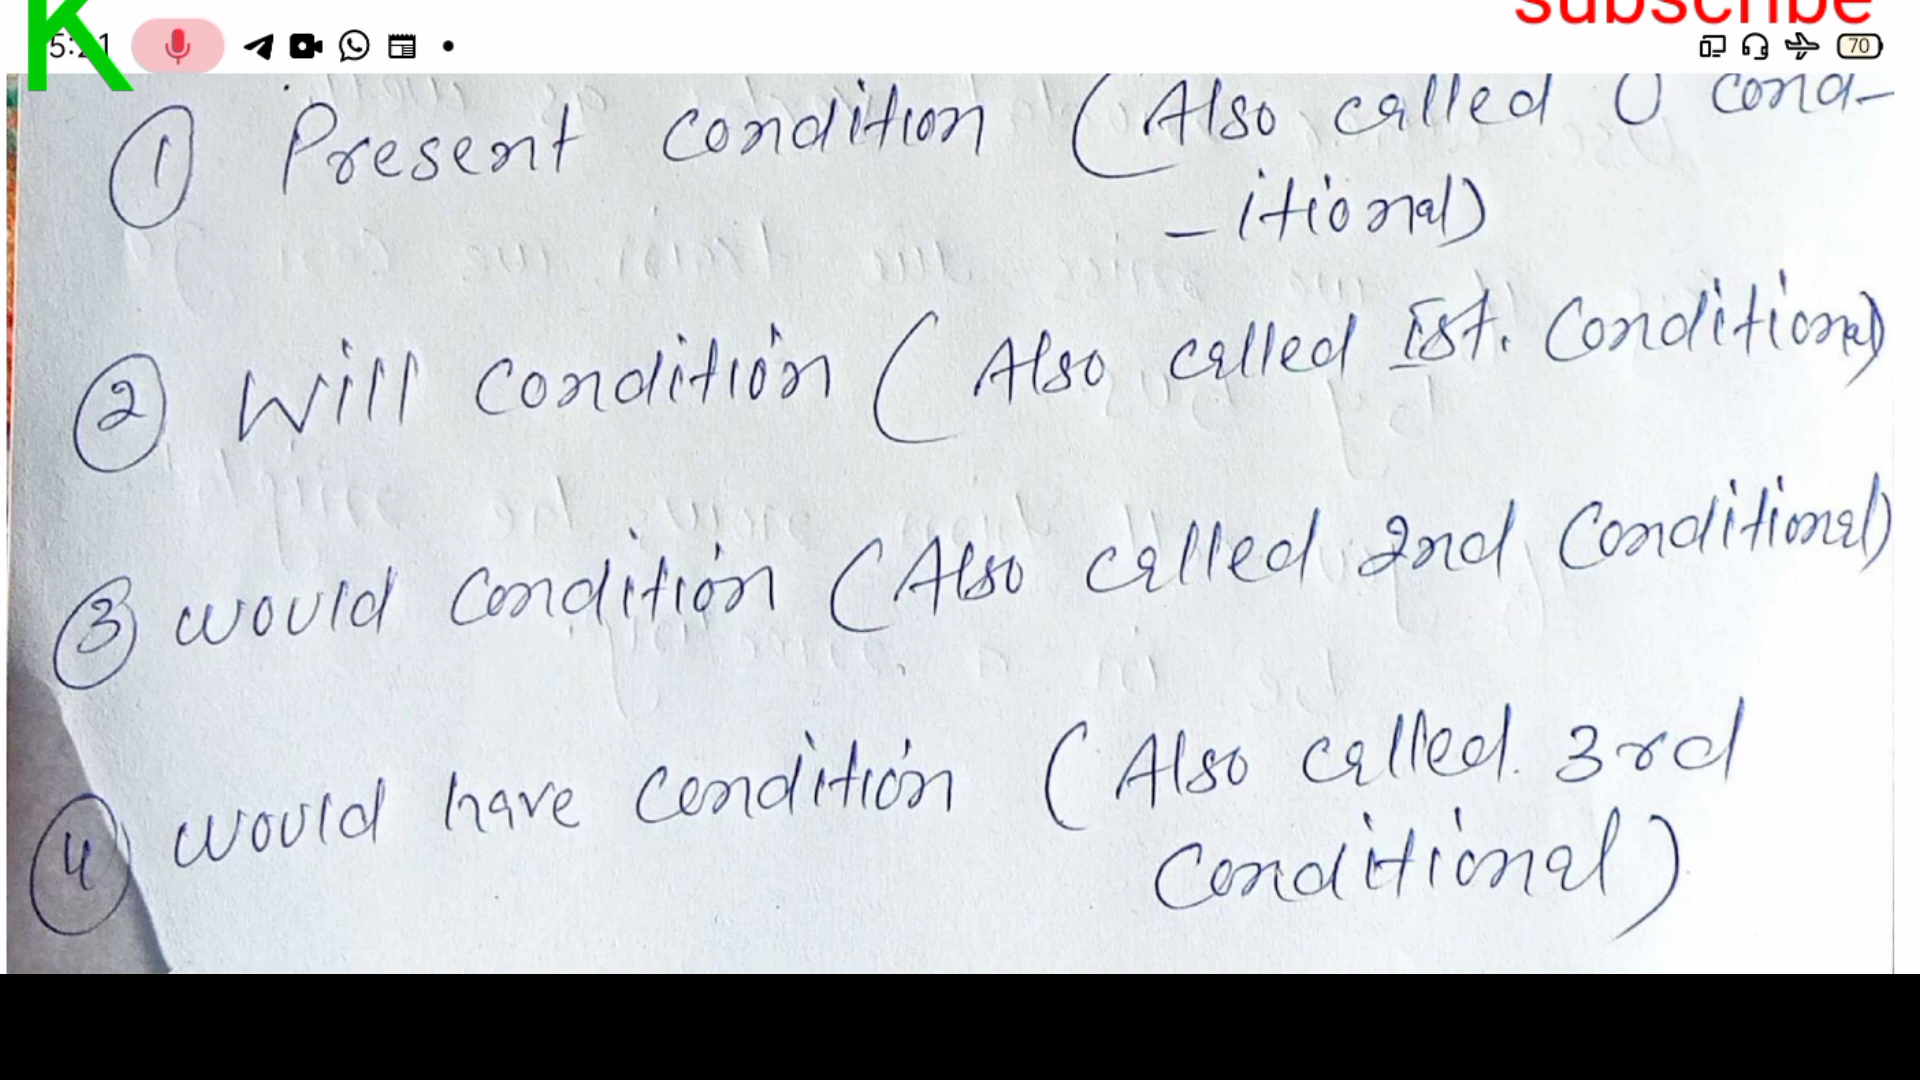 K
subscribe
5:21
70
① Present condition (Also called 0 cond-
-itional)
② Will condition (Also called Ist. Conditional)
③ would condition (Also called 2nd Conditional)
④ would have condition (Also called 3rd
Conditional)